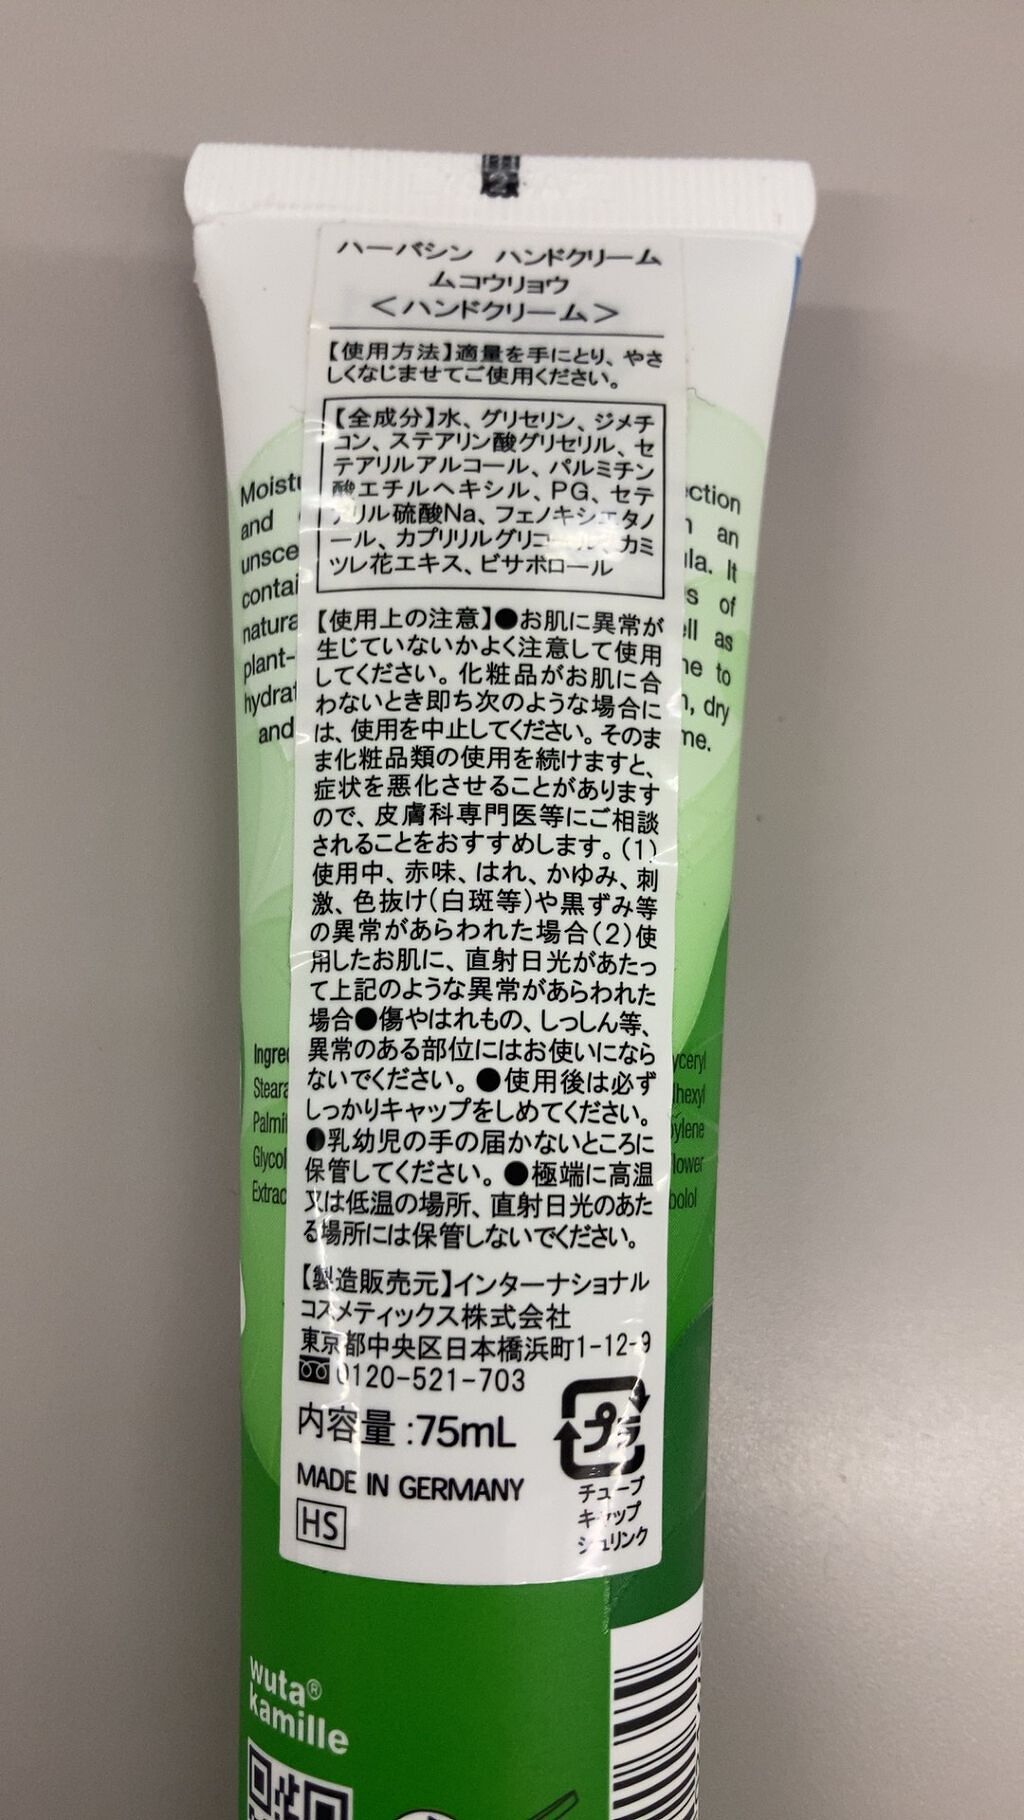 ハーバシン ハンドクリーム
ムコウリョウ
＜ハンドクリーム＞
【使用方法】適量を手にとり、やさ
しくなじませてご使用ください。
【全成分】水、グリセリン、ジメチ
コン、ステアリン酸グリセリル、セ
テアリルアルコール、パルミチン
酸エチルヘキシル、PG、セテ
アリル硫酸Na、フェノキシエタノ
ール、カプリリルグリコール、カミ
ツレ花エキス、ビサボロール
【使用上の注意】●お肌に異常が
生じていないかよく注意して使用
してください。化粧品がお肌に合
わないとき即ち次のような場合に
は、使用を中止してください。そのま
ま化粧品類の使用を続けますと、
症状を悪化させることがあります
ので、皮膚科専門医等にご相談
されることをおすすめします。(1)
使用中、赤味、はれ、かゆみ、刺
激、色抜け(白斑等)や黒ずみ等
の異常があらわれた場合(2)使
用したお肌に、直射日光があたっ
て上記のような異常があらわれた
場合●傷やはれもの、しっしん等、
異常のある部位にはお使いになら
ないでください。●使用後は必ず
しっかりキャップをしめてください。
●乳幼児の手の届かないところに
保管してください。●極端に高温
又は低温の場所、直射日光のあた
る場所には保管しないでください。
【製造販売元】インターナショナル
コスメティックス株式会社
東京都中央区日本橋浜町1-12-9
0120-521-703
内容量:75mL
MADE IN GERMANY
HS
プラ
チューブ
キャップ
シュリンク
and
an
It
of
as
to
and
dry
wuta®
kamille